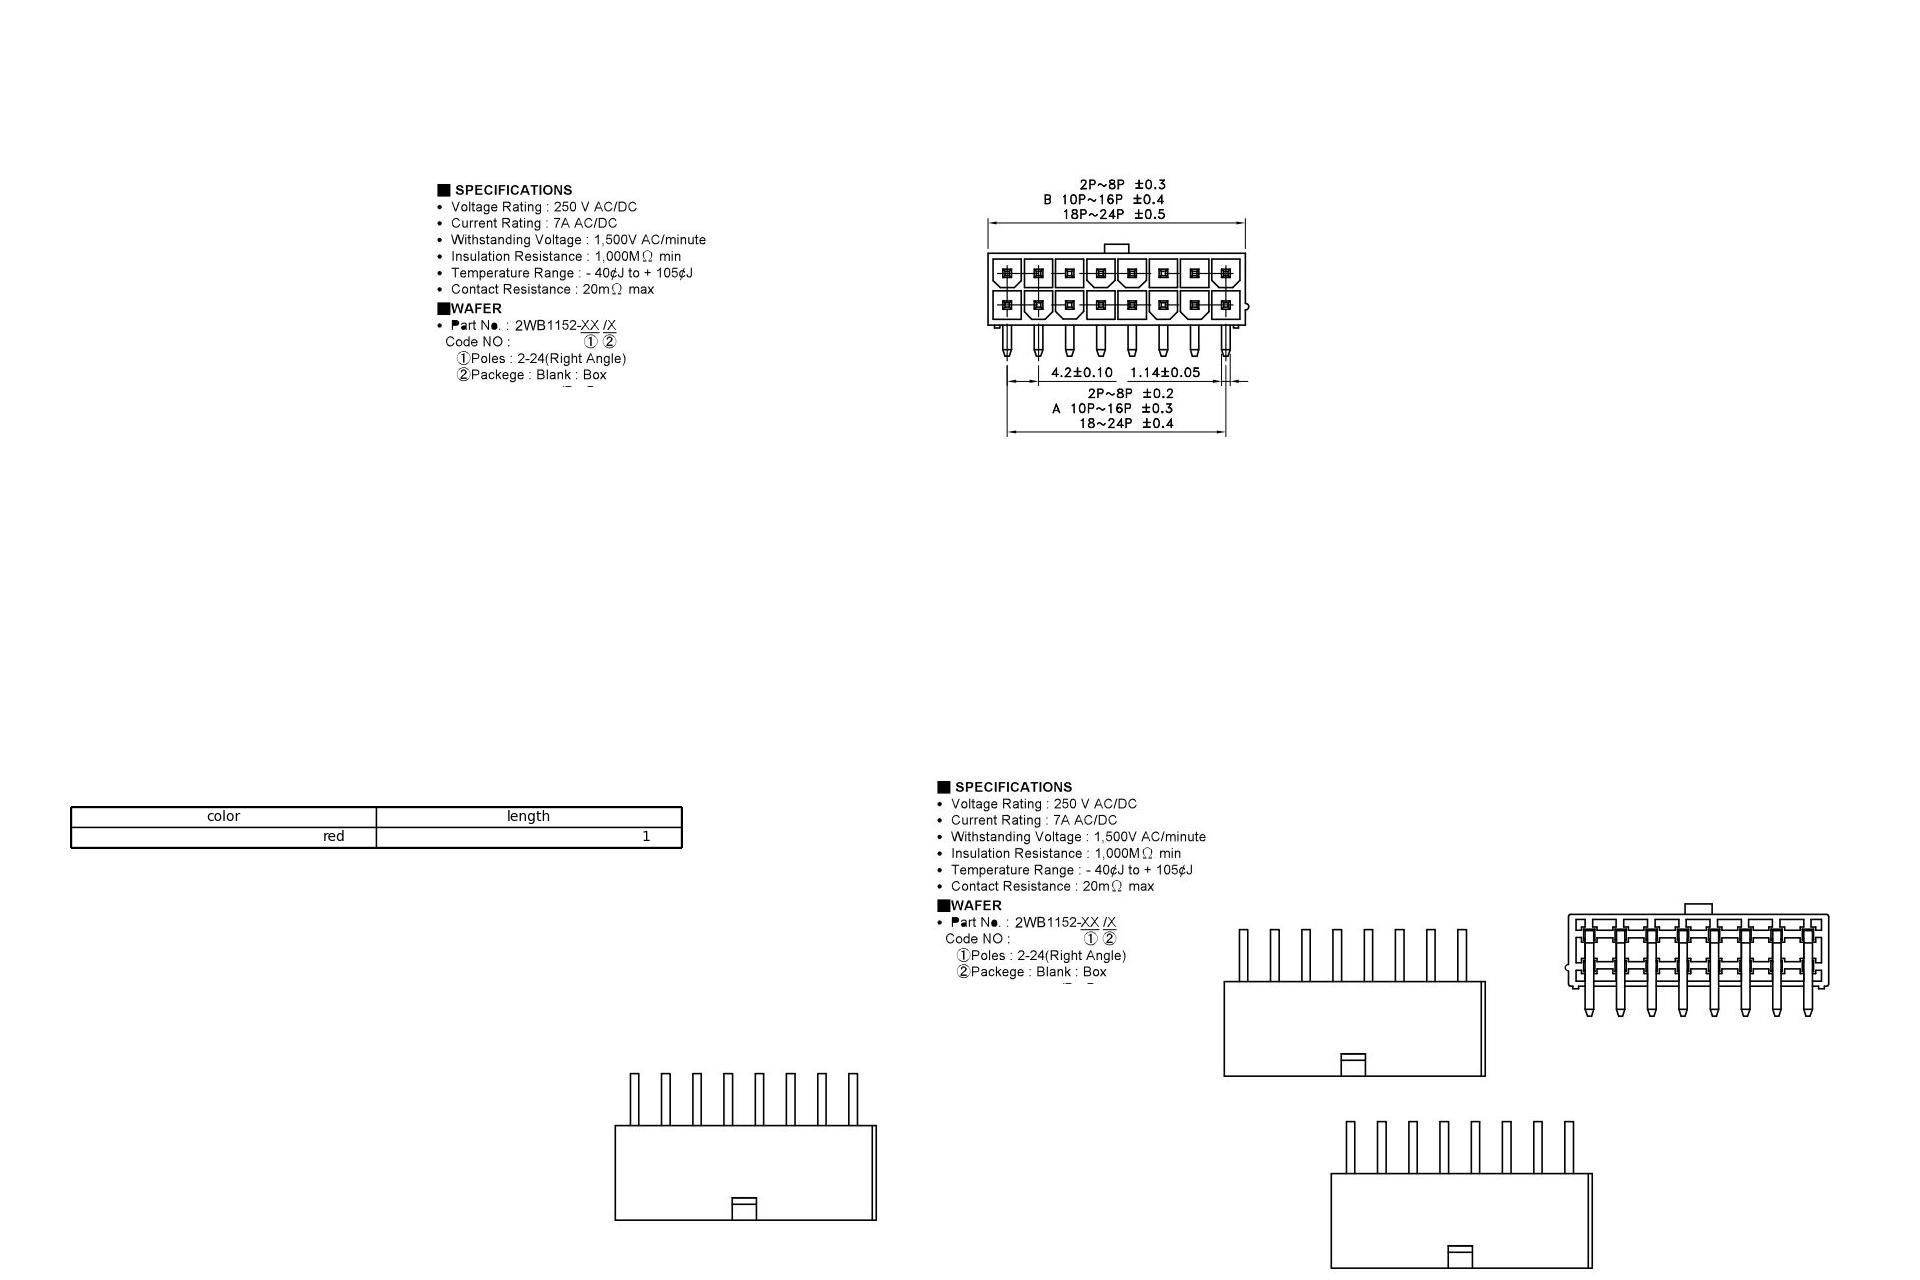 ■ SPECIFICATIONS
• Voltage Rating : 250 V AC/DC
• Current Rating : 7A AC/DC
• Withstanding Voltage : 1,500V AC/minute
• Insulation Resistance : 1,000MΩ min
• Temperature Range : - 40¢J to + 105¢J
• Contact Resistance : 20mΩ max
■WAFER
• Part No. : 2WB1152-XX /X
Code NO : ① ②
①Poles : 2-24(Right Angle)
②Packege : Blank : Box
2P~8P ±0.3
B 10P~16P ±0.4
18P~24P ±0.5
4.2±0.10 1.14±0.05
2P~8P ±0.2
A 10P~16P ±0.3
18~24P ±0.4
color length
red 1
■ SPECIFICATIONS
• Voltage Rating : 250 V AC/DC
• Current Rating : 7A AC/DC
• Withstanding Voltage : 1,500V AC/minute
• Insulation Resistance : 1,000MΩ min
• Temperature Range : - 40¢J to + 105¢J
• Contact Resistance : 20mΩ max
■WAFER
• Part No. : 2WB1152-XX /X
Code NO : ① ②
①Poles : 2-24(Right Angle)
②Packege : Blank : Box